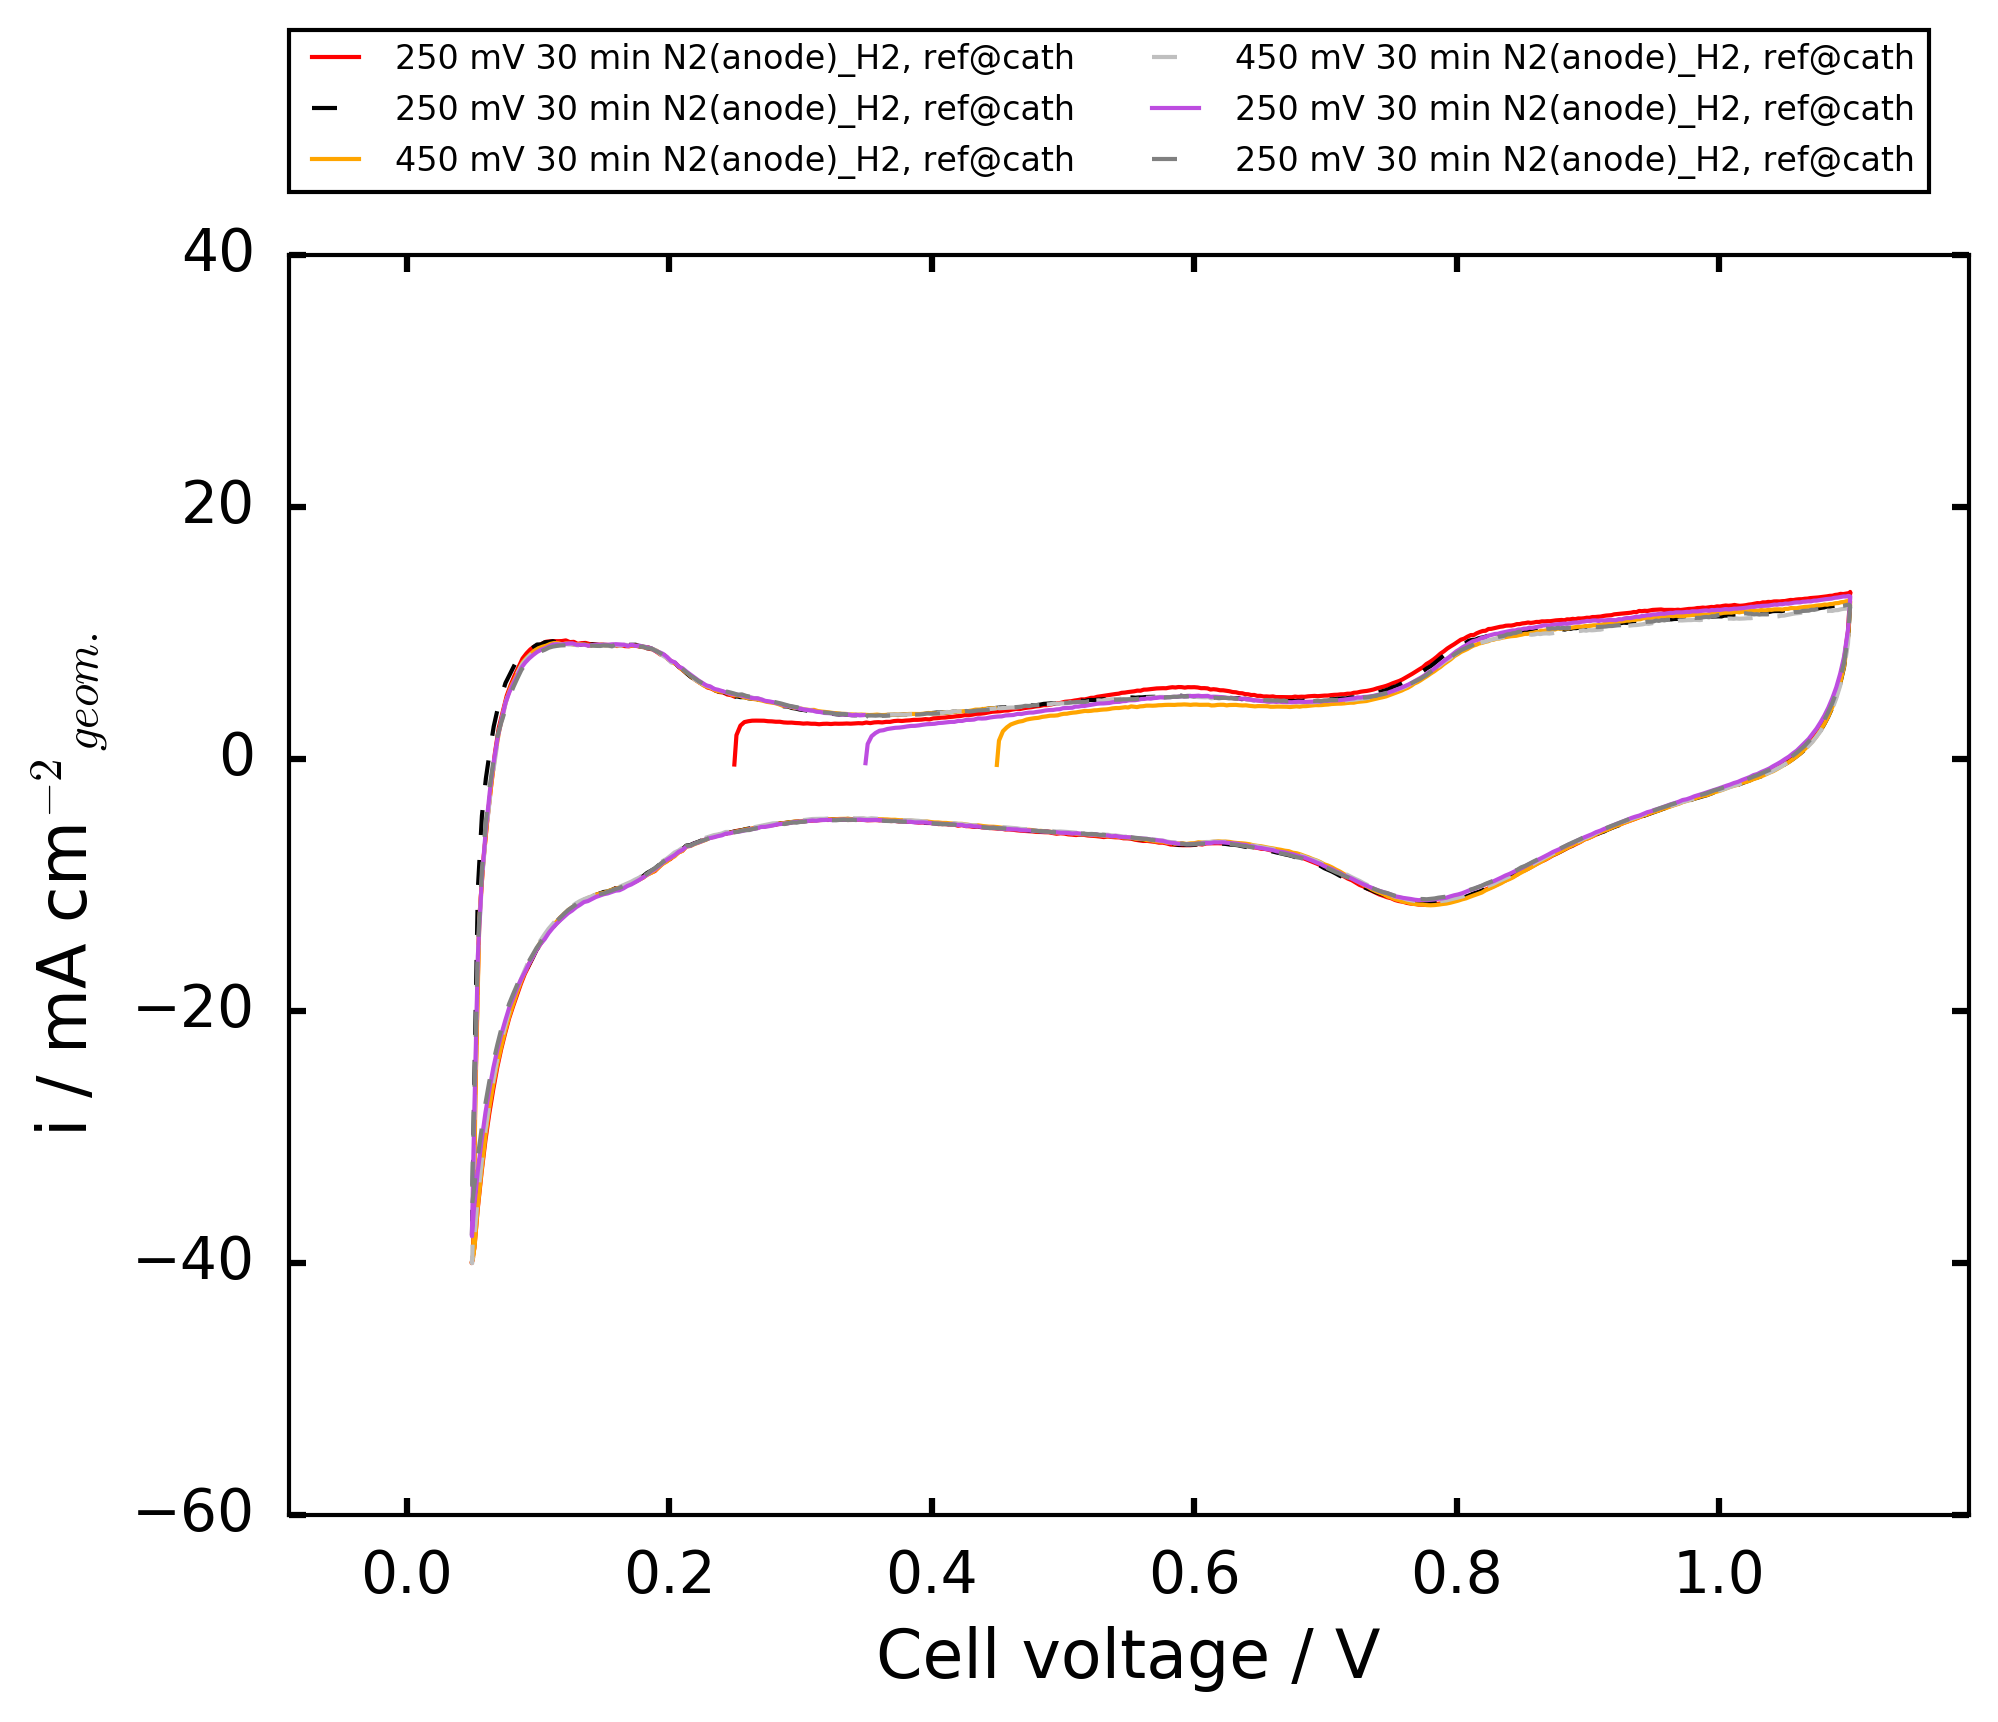 250 mV 30 min N2(anode)_H2, ref@cath
250 mV 30 min N2(anode)_H2, ref@cath
450 mV 30 min N2(anode)_H2, ref@cath
450 mV 30 min N2(anode)_H2, ref@cath
250 mV 30 min N2(anode)_H2, ref@cath
250 mV 30 min N2(anode)_H2, ref@cath
i / mA cm⁻² geom.
40
20
0
−20
−40
−60
0.0 0.2 0.4 0.6 0.8 1.0
Cell voltage / V